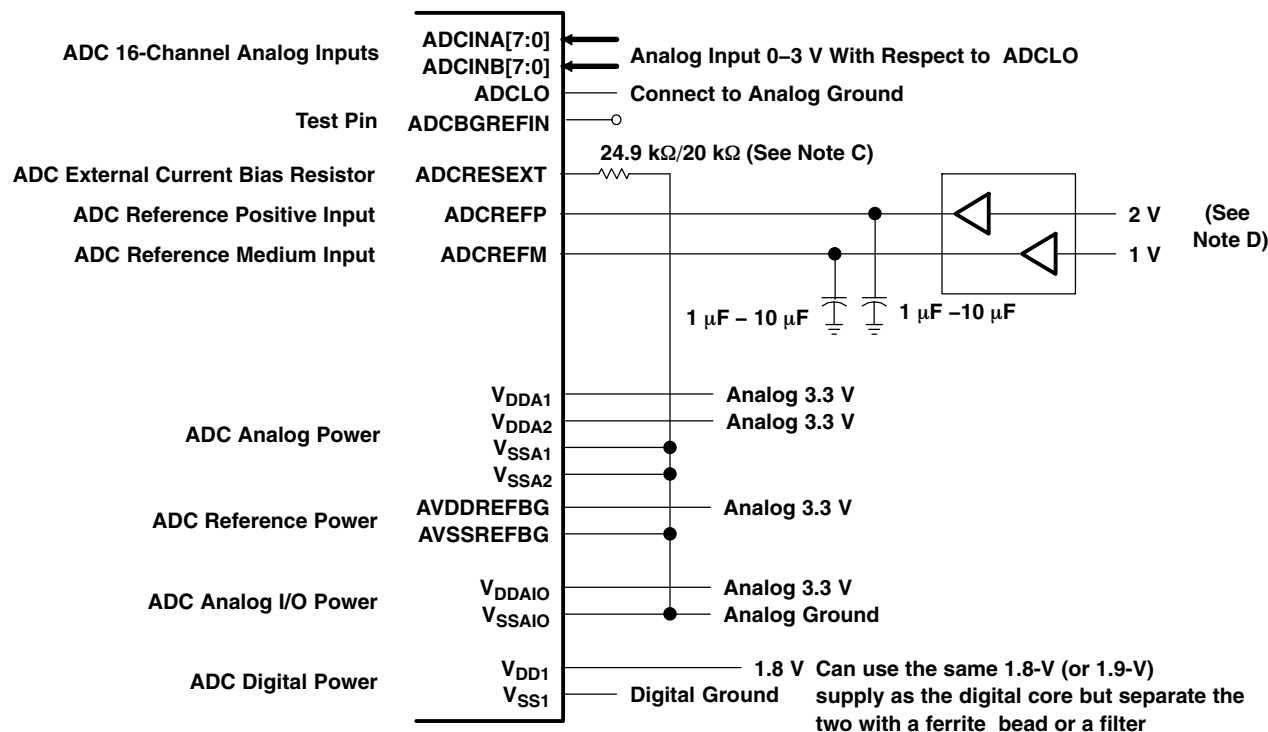 ADC 16-Channel Analog Inputs
ADCINA[7:0]
ADCINB[7:0]
Analog Input 0–3 V With Respect to ADCLO
ADCLO
Connect to Analog Ground
Test Pin
ADCBGREFIN
24.9 kΩ/20 kΩ (See Note C)
ADC External Current Bias Resistor
ADCRESEXT
ADC Reference Positive Input
ADCREFP
2 V
(See
Note D)
ADC Reference Medium Input
ADCREFM
1 V
1 μF – 10 μF
1 μF –10 μF
ADC Analog Power
VDDA1
Analog 3.3 V
VDDA2
Analog 3.3 V
VSSA1
VSSA2
ADC Reference Power
AVDDREFBG
Analog 3.3 V
AVSSREFBG
ADC Analog I/O Power
VDDAIO
Analog 3.3 V
VSSAIO
Analog Ground
ADC Digital Power
VDD1
1.8 V
Can use the same 1.8-V (or 1.9-V)
supply as the digital core but separate the
two with a ferrite bead or a filter
VSS1
Digital Ground